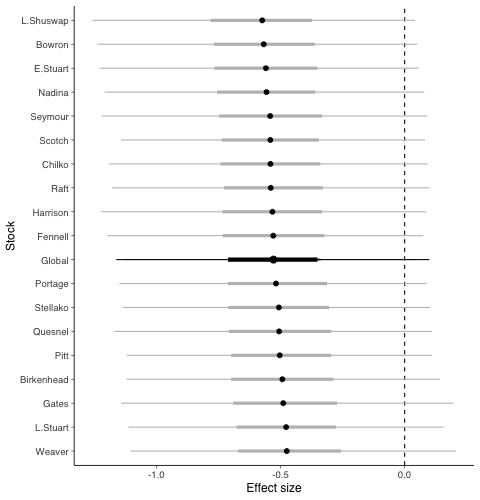 L.Shuswap
Bowron
E.Stuart
Nadina
Seymour
Scotch
Chilko
Raft
Harrison
Fennell
Global
Portage
Stellako
Quesnel
Pitt
Birkenhead
Gates
L.Stuart
Weaver
Stock
-1.0 -0.5 0.0
Effect size